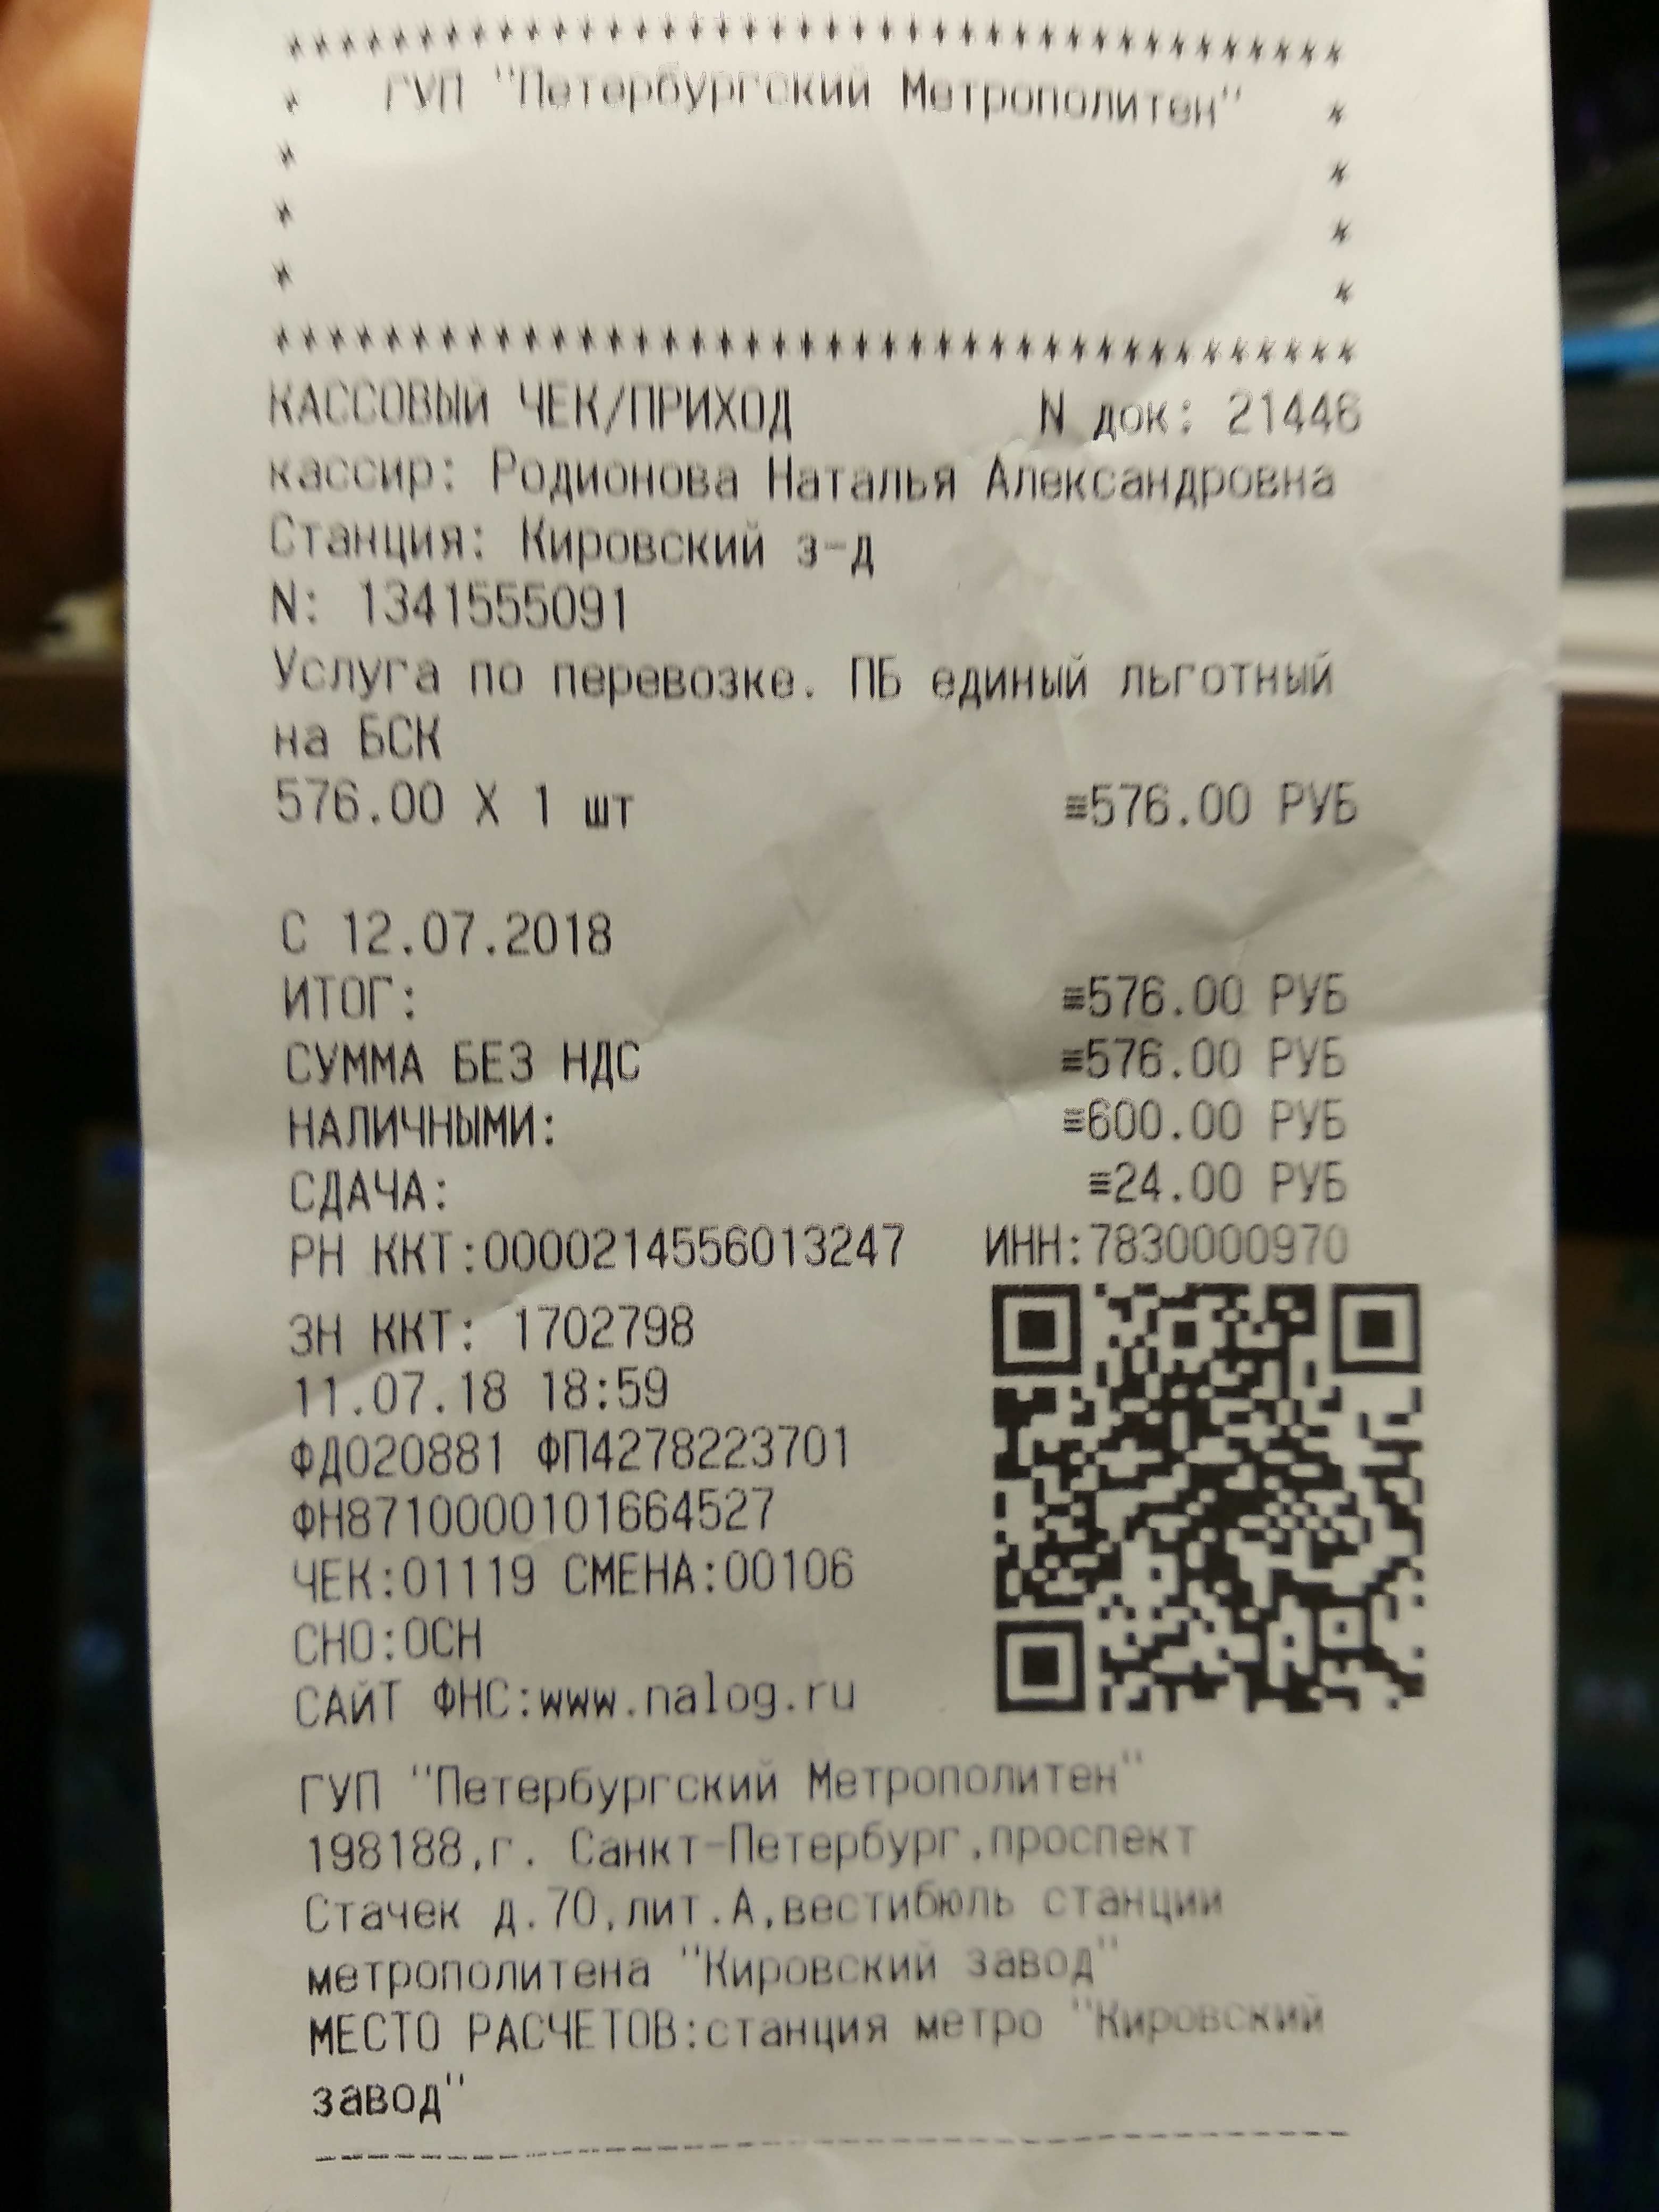 ****************************************
* ГУП "Петербургский Метрополитен" *
* *
* *
* *
****************************************
КАССОВЫЙ ЧЕК/ПРИХОД N док: 21446
кассир: Родионова Наталья Александровна
Станция: Кировский з-д
N: 1341555091
Услуга по перевозке. ПБ единый льготный
на БСК
576.00 X 1 шт ≡576.00 РУБ
С 12.07.2018
ИТОГ: ≡576.00 РУБ
СУММА БЕЗ НДС ≡576.00 РУБ
НАЛИЧНЫМИ: ≡600.00 РУБ
СДАЧА: ≡24.00 РУБ
РН ККТ:0000214556013247 ИНН:7830000970
ЗН ККТ: 1702798
11.07.18 18:59
ФД020881 ФП4278223701
ФН8710000101664527
ЧЕК:01119 СМЕНА:00106
СНО:ОСН
САЙТ ФНС:www.nalog.ru
ГУП "Петербургский Метрополитен"
198188,г. Санкт-Петербург,проспект
Стачек д.70,лит.А,вестибюль станции
метрополитена "Кировский завод"
МЕСТО РАСЧЕТОВ:станция метро "Кировский
завод"